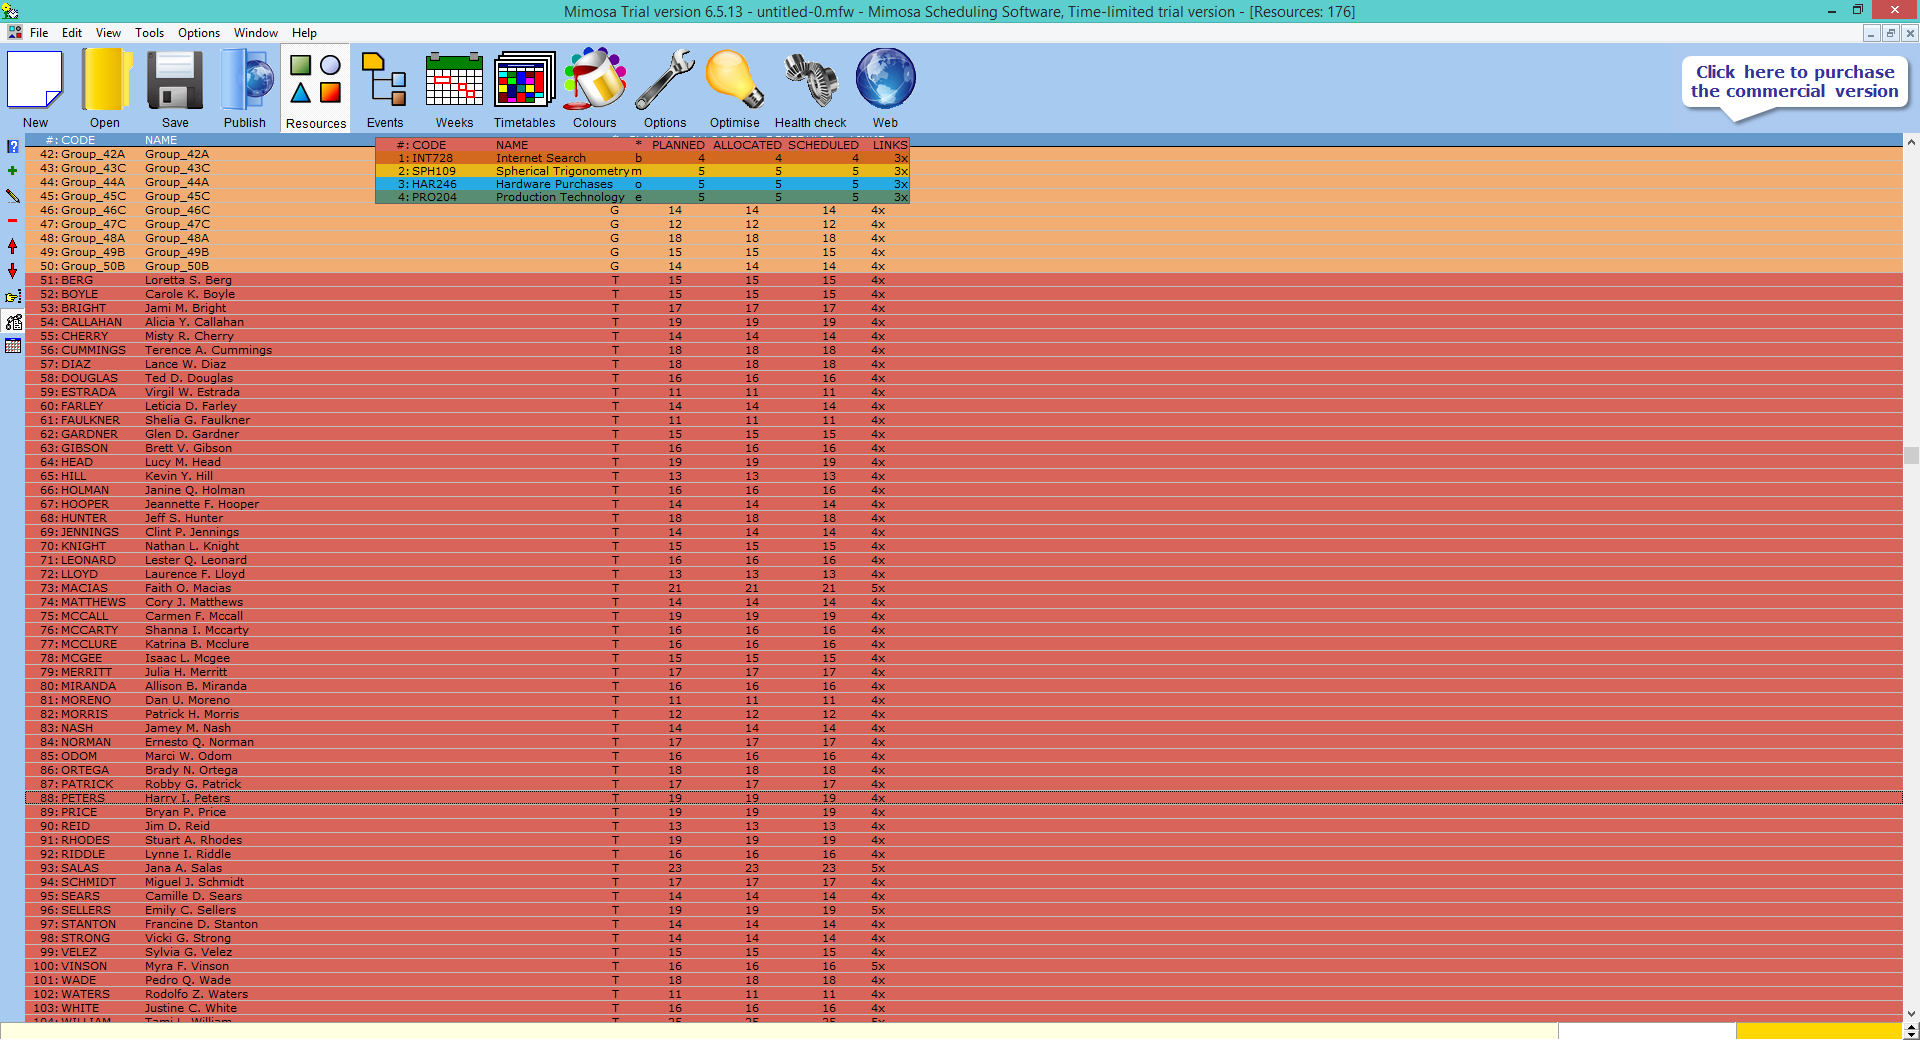 Mimosa Trial version 6.5.13 - untitled-0.mfw - Mimosa Scheduling Software, Time-limited trial version - [Resources: 176]
File Edit View Tools Options Window Help
New Open Save Publish Resources Events Weeks Timetables Colours Options Optimise Health check Web
Click here to purchase
the commercial version
#: CODE NAME
42: Group_42A Group_42A
43: Group_43C Group_43C
44: Group_44A Group_44A
45: Group_45C Group_45C
#: CODE NAME * PLANNED ALLOCATED SCHEDULED LINKS
1: INT728 Internet Search b 4 4 4 3x
2: SPH109 Spherical Trigonometry m 5 5 5 3x
3: HAR246 Hardware Purchases o 5 5 5 3x
4: PRO204 Production Technology e 5 5 5 3x
46: Group_46C Group_46C G 14 14 14 4x
47: Group_47C Group_47C G 12 12 12 4x
48: Group_48A Group_48A G 18 18 18 4x
49: Group_49B Group_49B G 15 15 15 4x
50: Group_50B Group_50B G 14 14 14 4x
51: BERG Loretta S. Berg T 15 15 15 4x
52: BOYLE Carole K. Boyle T 15 15 15 4x
53: BRIGHT Jami M. Bright T 17 17 17 4x
54: CALLAHAN Alicia Y. Callahan T 19 19 19 4x
55: CHERRY Misty R. Cherry T 14 14 14 4x
56: CUMMINGS Terence A. Cummings T 18 18 18 4x
57: DIAZ Lance W. Diaz T 18 18 18 4x
58: DOUGLAS Ted D. Douglas T 16 16 16 4x
59: ESTRADA Virgil W. Estrada T 11 11 11 4x
60: FARLEY Leticia D. Farley T 14 14 14 4x
61: FAULKNER Shelia G. Faulkner T 11 11 11 4x
62: GARDNER Glen D. Gardner T 15 15 15 4x
63: GIBSON Brett V. Gibson T 16 16 16 4x
64: HEAD Lucy M. Head T 19 19 19 4x
65: HILL Kevin Y. Hill T 13 13 13 4x
66: HOLMAN Janine Q. Holman T 16 16 16 4x
67: HOOPER Jeannette F. Hooper T 14 14 14 4x
68: HUNTER Jeff S. Hunter T 18 18 18 4x
69: JENNINGS Clint P. Jennings T 14 14 14 4x
70: KNIGHT Nathan L. Knight T 15 15 15 4x
71: LEONARD Lester Q. Leonard T 16 16 16 4x
72: LLOYD Laurence F. Lloyd T 13 13 13 4x
73: MACIAS Faith O. Macias T 21 21 21 5x
74: MATTHEWS Cory J. Matthews T 14 14 14 4x
75: MCCALL Carmen F. Mccall T 19 19 19 4x
76: MCCARTY Shanna I. Mccarty T 16 16 16 4x
77: MCCLURE Katrina B. Mcclure T 16 16 16 4x
78: MCGEE Isaac L. Mcgee T 15 15 15 4x
79: MERRITT Julia H. Merritt T 17 17 17 4x
80: MIRANDA Allison B. Miranda T 16 16 16 4x
81: MORENO Dan U. Moreno T 11 11 11 4x
82: MORRIS Patrick H. Morris T 12 12 12 4x
83: NASH Jamey M. Nash T 14 14 14 4x
84: NORMAN Ernesto Q. Norman T 17 17 17 4x
85: ODOM Marci W. Odom T 16 16 16 4x
86: ORTEGA Brady N. Ortega T 18 18 18 4x
87: PATRICK Robby G. Patrick T 17 17 17 4x
88: PETERS Harry I. Peters T 19 19 19 4x
89: PRICE Bryan P. Price T 19 19 19 4x
90: REID Jim D. Reid T 13 13 13 4x
91: RHODES Stuart A. Rhodes T 19 19 19 4x
92: RIDDLE Lynne I. Riddle T 16 16 16 4x
93: SALAS Jana A. Salas T 23 23 23 5x
94: SCHMIDT Miguel J. Schmidt T 17 17 17 4x
95: SEARS Camille D. Sears T 14 14 14 4x
96: SELLERS Emily C. Sellers T 19 19 19 5x
97: STANTON Francine D. Stanton T 14 14 14 4x
98: STRONG Vicki G. Strong T 14 14 14 4x
99: VELEZ Sylvia G. Velez T 15 15 15 4x
100: VINSON Myra F. Vinson T 16 16 16 5x
101: WADE Pedro Q. Wade T 18 18 18 4x
102: WATERS Rodolfo Z. Waters T 11 11 11 4x
103: WHITE Justine C. White T 16 16 16 4x
104: WILLIAM Tami L. William T 25 25 25 5x